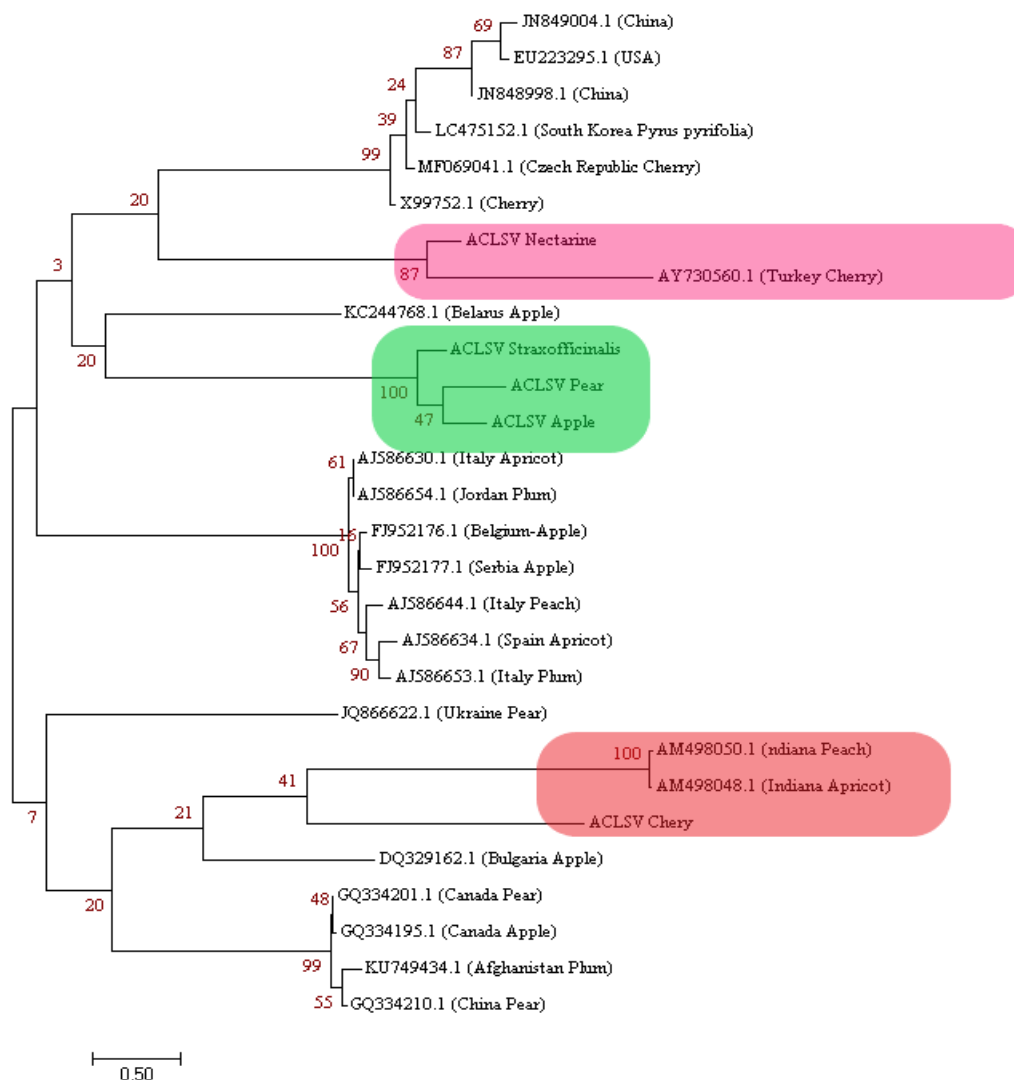 69
JN849004.1 (China)
87
EU223295.1 (USA)
24
JN848998.1 (China)
39
LC475152.1 (South Korea Pyrus pyrifolia)
99
MF069041.1 (Czech Republic Cherry)
20
X99752.1 (Cherry)
ACLSV Nectarine
3
87
AY730560.1 (Turkey Cherry)
KC244768.1 (Belarus Apple)
20
ACLSV Straxofficinalis
100
ACLSV Pear
47
ACLSV Apple
61
AJ586630.1 (Italy Apricot)
AJ586654.1 (Jordan Plum)
16
FJ952176.1 (Belgium-Apple)
100
FJ952177.1 (Serbia Apple)
56
AJ586644.1 (Italy Peach)
67
AJ586634.1 (Spain Apricot)
90
AJ586653.1 (Italy Plum)
JQ866622.1 (Ukraine Pear)
100
AM498050.1 (ndiana Peach)
41
AM498048.1 (Indiana Apricot)
21
7
ACLSV Chery
DQ329162.1 (Bulgaria Apple)
48
GQ334201.1 (Canada Pear)
20
GQ334195.1 (Canada Apple)
99
KU749434.1 (Afghanistan Plum)
55
GQ334210.1 (China Pear)
0.50